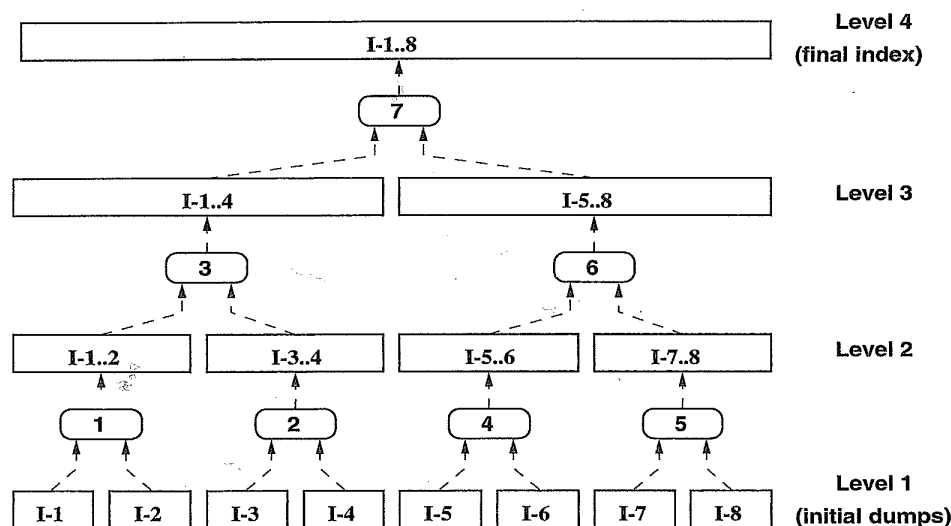 Level 4
I-1..8
(final index)
7
I-1..4
I-5..8
Level 3
3
6
I-1..2
I-3..4
I-5..6
I-7..8
Level 2
1
2
4
5
Level 1
I-1
I-2
I-3
I-4
I-5
I-6
I-7
I-8
(initial dumps)